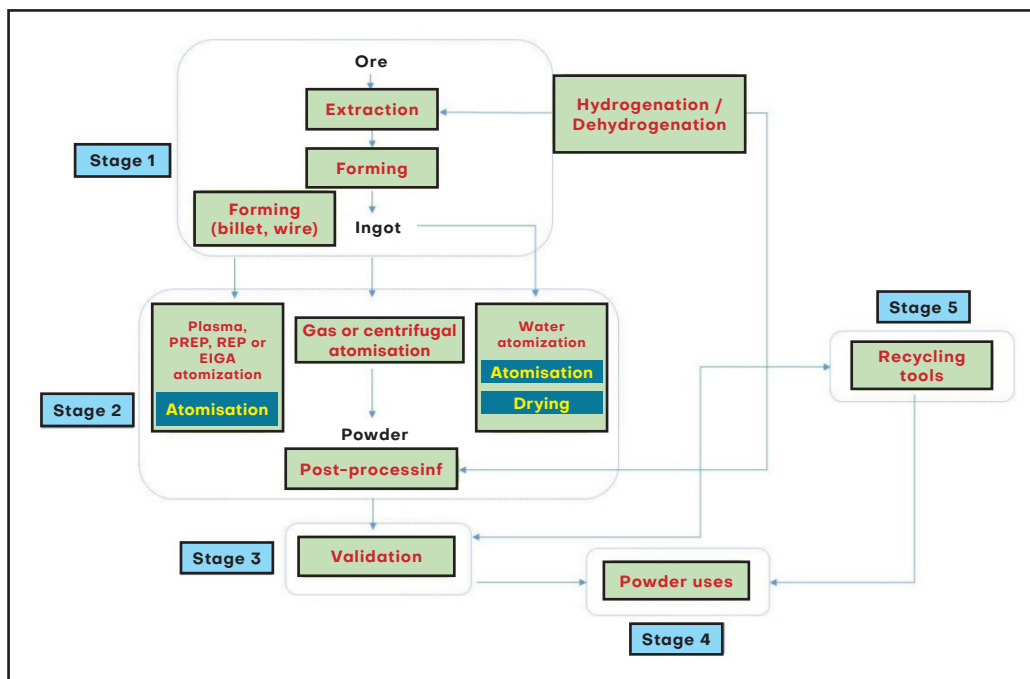 Ore
Extraction
Hydrogenation /
Dehydrogenation
Stage 1
Forming
Forming
(billet, wire)
Ingot
Stage 5
Plasma,
PREP, REP or
EIGA
atomization
Atomisation
Gas or centrifugal
atomisation
Water
atomization
Atomisation
Drying
Recycling
tools
Stage 2
Powder
Post-processinf
Stage 3
Validation
Powder uses
Stage 4